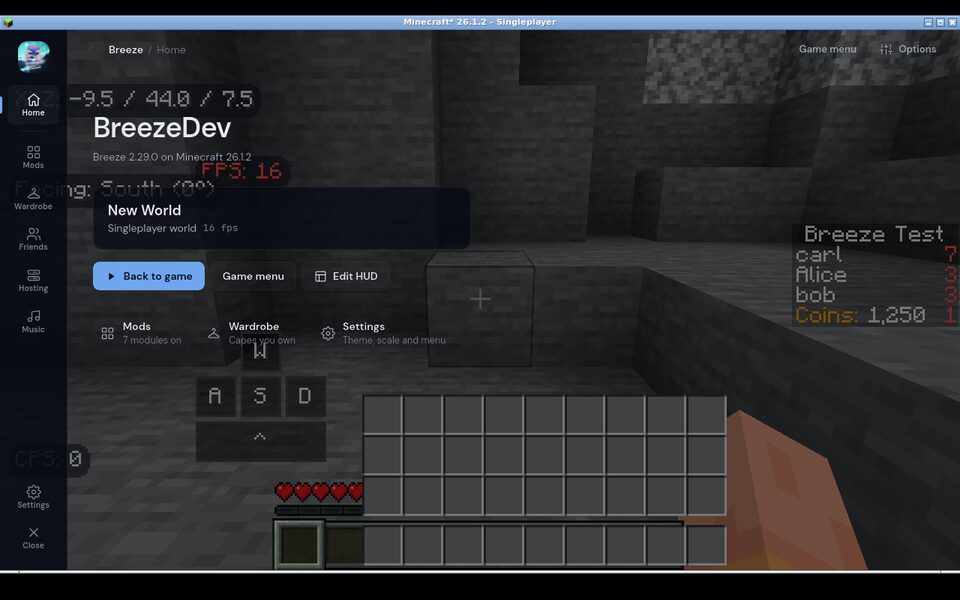 Minecraft* 26.1.2 - Singleplayer
Breeze / Home
Game menu
Options
Home
Mods
Wardrobe
Friends
Hosting
Music
Settings
Close
-9.5 / 44.0 / 7.5
BreezeDev
Breeze 2.29.0 on Minecraft 26.1.2
FPS: 16
Facing: South (0°)
New World
Singleplayer world 16 fps
Back to game
Game menu
Edit HUD
Mods
7 modules on
Wardrobe
Capes you own
Settings
Theme, scale and menu
W
A S D
^
CPS: 0
Breeze Test
carl 7
Alice 3
bob 3
Coins: 1,250 1